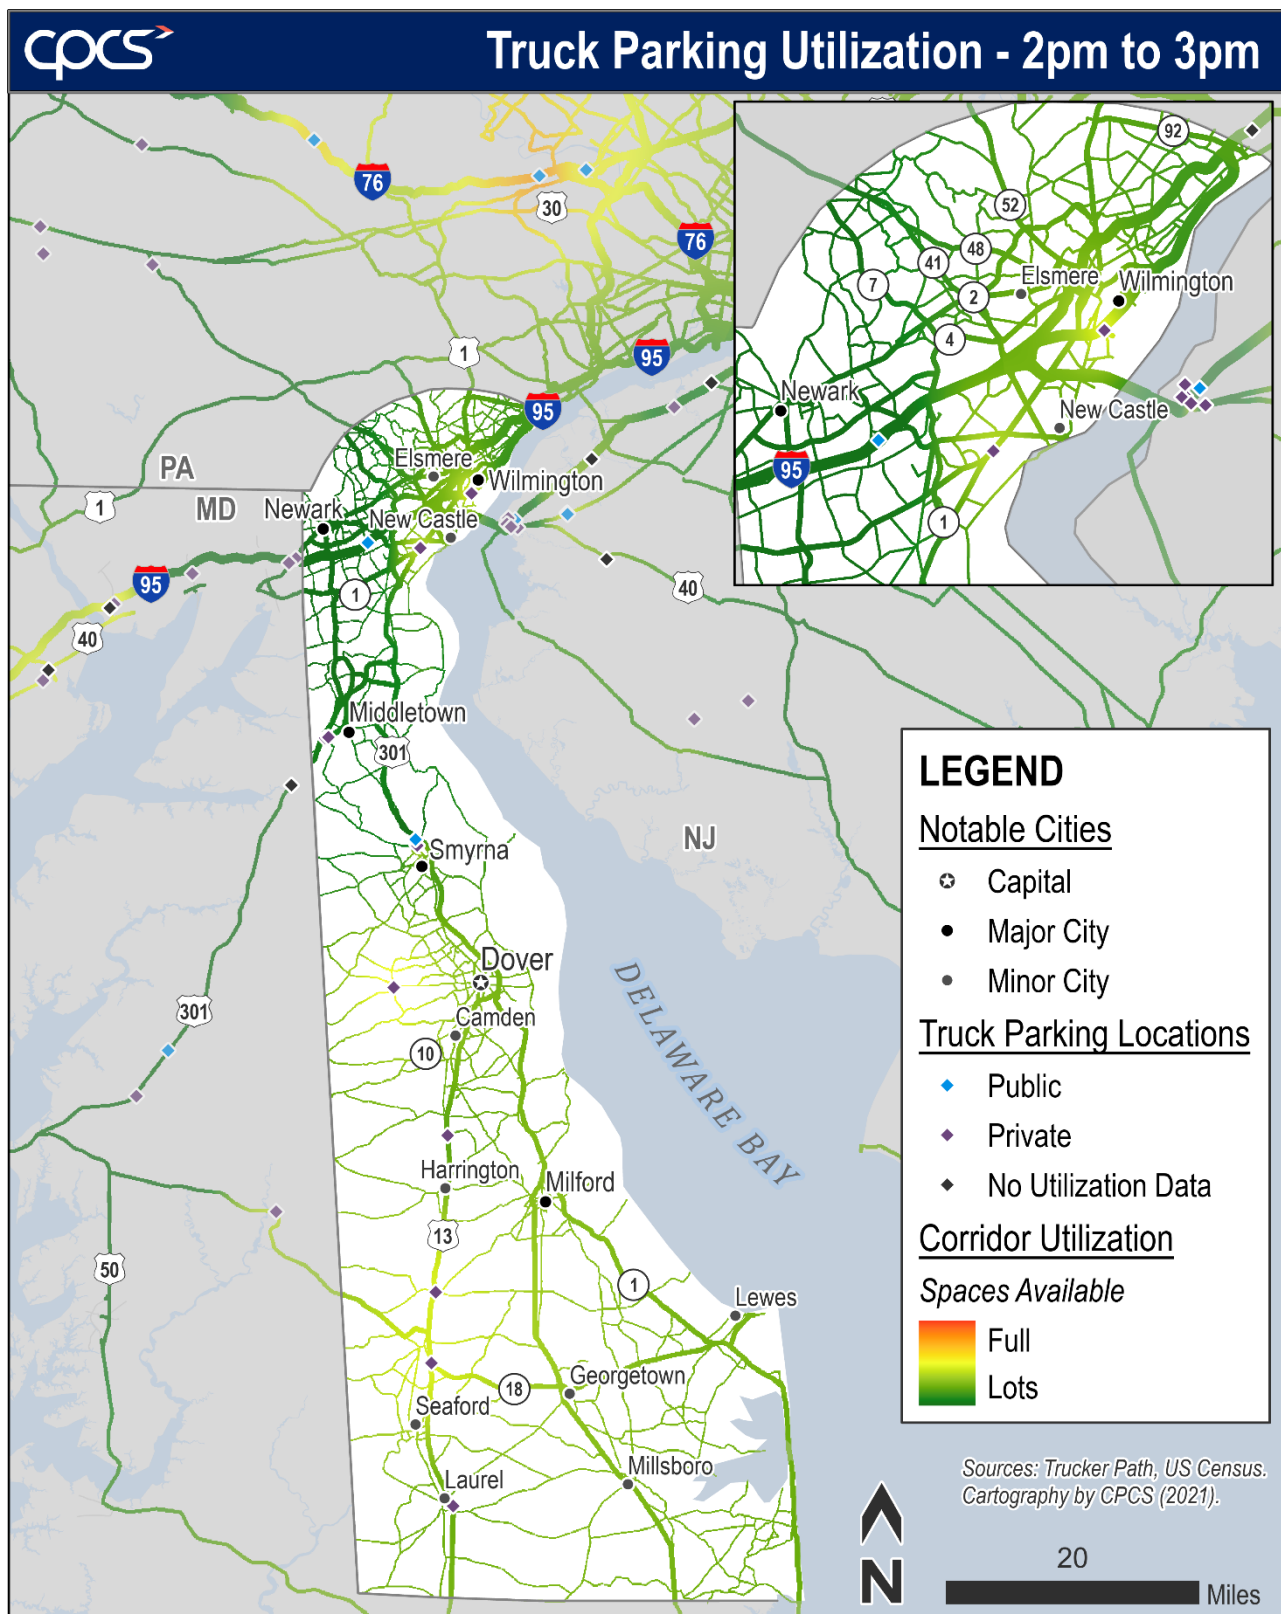 cpcs
Truck Parking Utilization - 2pm to 3pm
76
30
76
1
95
95
PA
MD
1
Elsmere
Wilmington
Newark
New Castle
95
40
1
40
Middletown
301
Smyrna
NJ
Dover
301
Camden
10
DELAWARE BAY
Harrington
Milford
13
50
1
Lewes
Georgetown
18
Seaford
Laurel
Millsboro
92
52
48
41
7
Elsmere
Wilmington
2
4
Newark
New Castle
95
1
LEGEND
Notable Cities
Capital
Major City
Minor City
Truck Parking Locations
Public
Private
No Utilization Data
Corridor Utilization
Spaces Available
Full
Lots
Sources: Trucker Path, US Census.
Cartography by CPCS (2021).
N
20
Miles